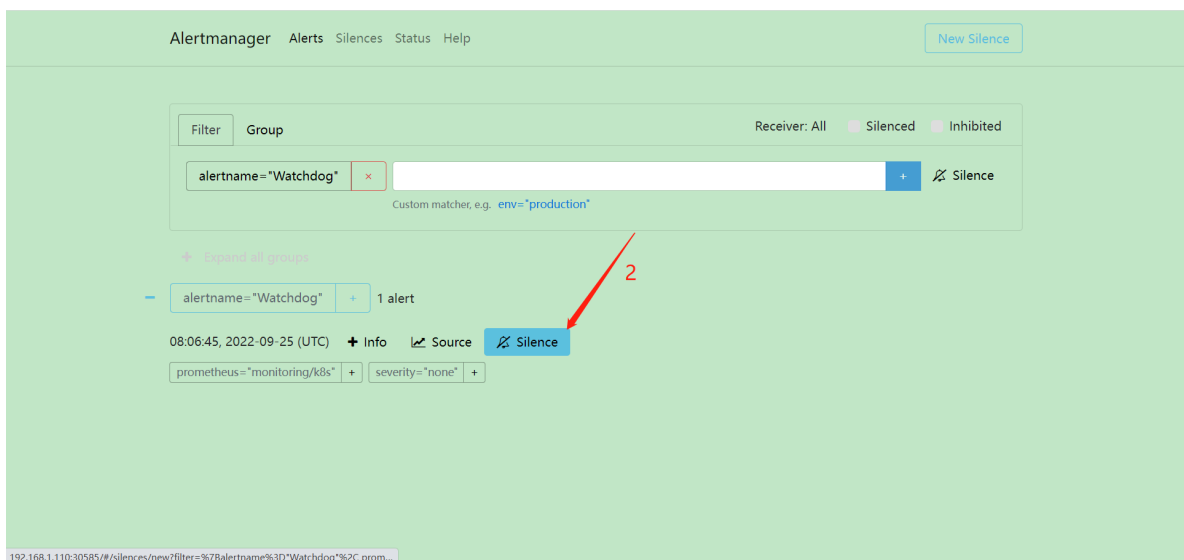 Alertmanager Alerts Silences Status Help New Silence
Filter Group Receiver: All Silenced Inhibited
alertname="Watchdog" × + Silence
Custom matcher, e.g. env="production"
+ Expand all groups
2
− alertname="Watchdog" + 1 alert
08:06:45, 2022-09-25 (UTC) + Info Source Silence
prometheus="monitoring/k8s" + severity="none" +
192.168.1.110:30585/#/silences/new?filter=%7Balertname%3D"Watchdog"%2C prom...